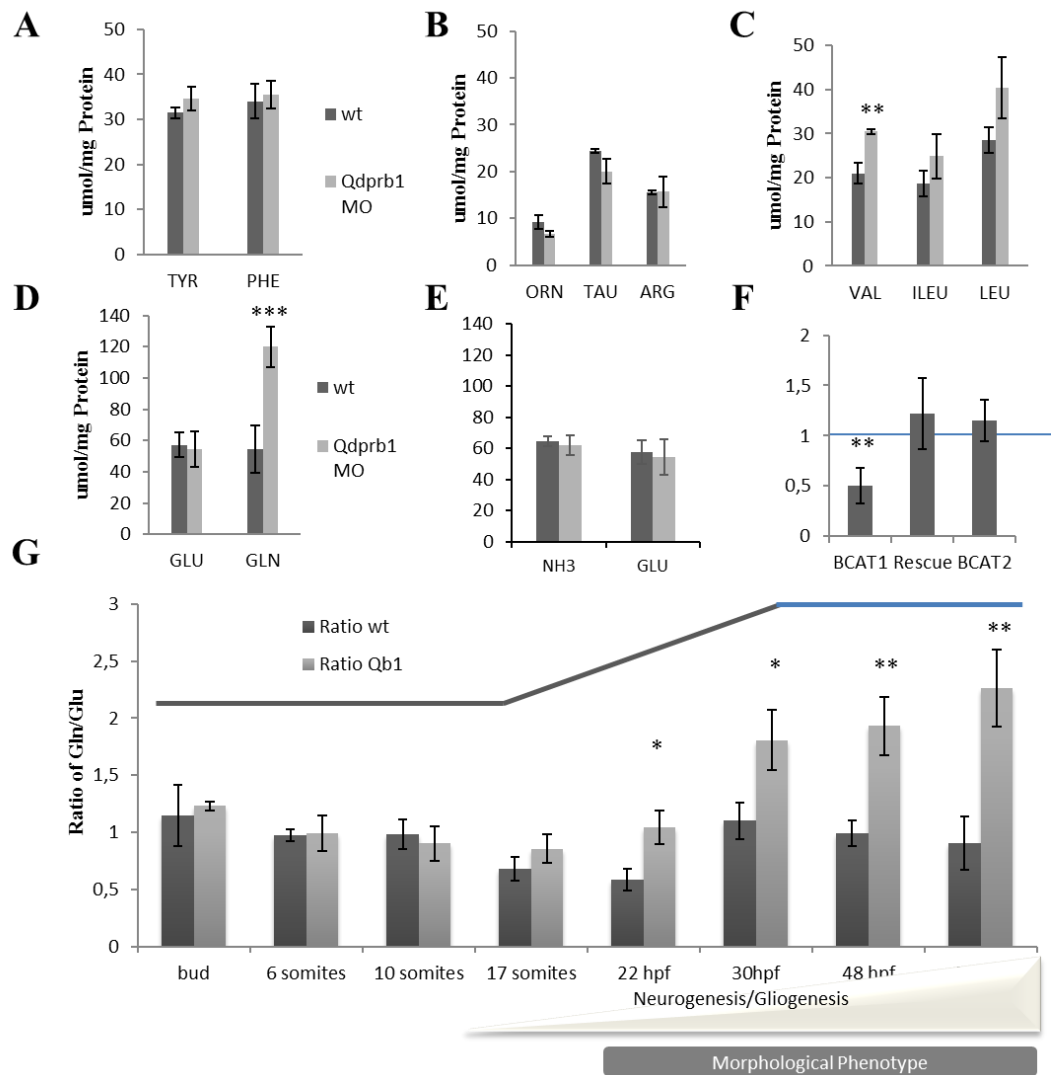 A
umol/mg Protein
50
40
30
20
10
0
TYR PHE
wt
Qdprb1
MO
B
umol/mg Protein
50
40
30
20
10
0
ORN TAU ARG
C
umol/mg Protein
50
40
30
20
10
0
**
VAL ILEU LEU
D
umol/mg Protein
140
120
100
80
60
40
20
0
***
GLU GLN
wt
Qdprb1
MO
E
140
120
100
80
60
40
20
0
NH3 GLU
F
2
1,5
1
0,5
0
**
BCAT1 Rescue BCAT2
G
Ratio of Gln/Glu
3
2,5
2
1,5
1
0,5
0
Ratio wt
Ratio Qb1
*
*
**
**
bud 6 somites 10 somites 17 somites 22 hpf 30hpf 48 hpf
Neurogenesis/Gliogenesis
Morphological Phenotype